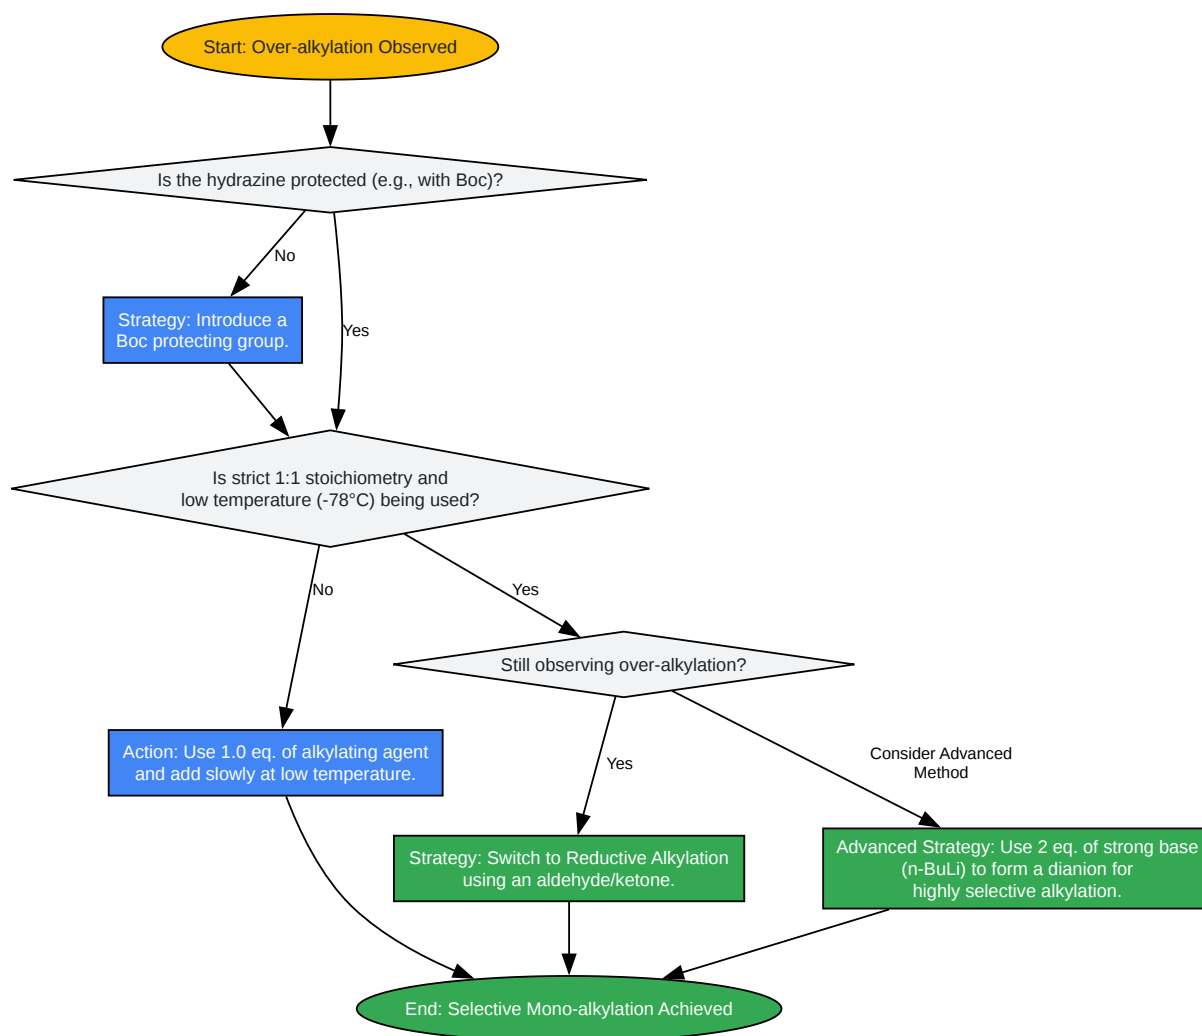 Start: Over-alkylation Observed
Is the hydrazine protected (e.g., with Boc)?
No
Strategy: Introduce a
Boc protecting group.
Yes
Is strict 1:1 stoichiometry and
low temperature (-78°C) being used?
No
Yes
Still observing over-alkylation?
Action: Use 1.0 eq. of alkylating agent
and add slowly at low temperature.
Yes
Consider Advanced
Method
Strategy: Switch to Reductive Alkylation
using an aldehyde/ketone.
Advanced Strategy: Use 2 eq. of strong base
(n-BuLi) to form a dianion for
highly selective alkylation.
End: Selective Mono-alkylation Achieved